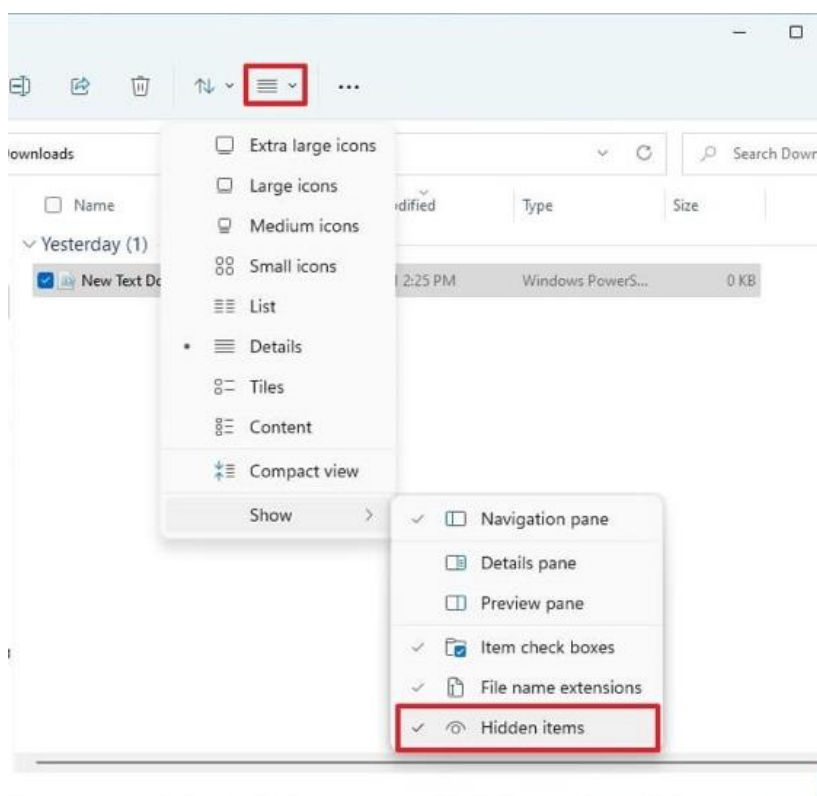 ownloads
Search Down
Name
odified
Type
Size
Yesterday (1)
New Text Do
2:25 PM
Windows PowerS...
0 KB
Extra large icons
Large icons
Medium icons
Small icons
List
Details
Tiles
Content
Compact view
Show
Navigation pane
Details pane
Preview pane
Item check boxes
File name extensions
Hidden items